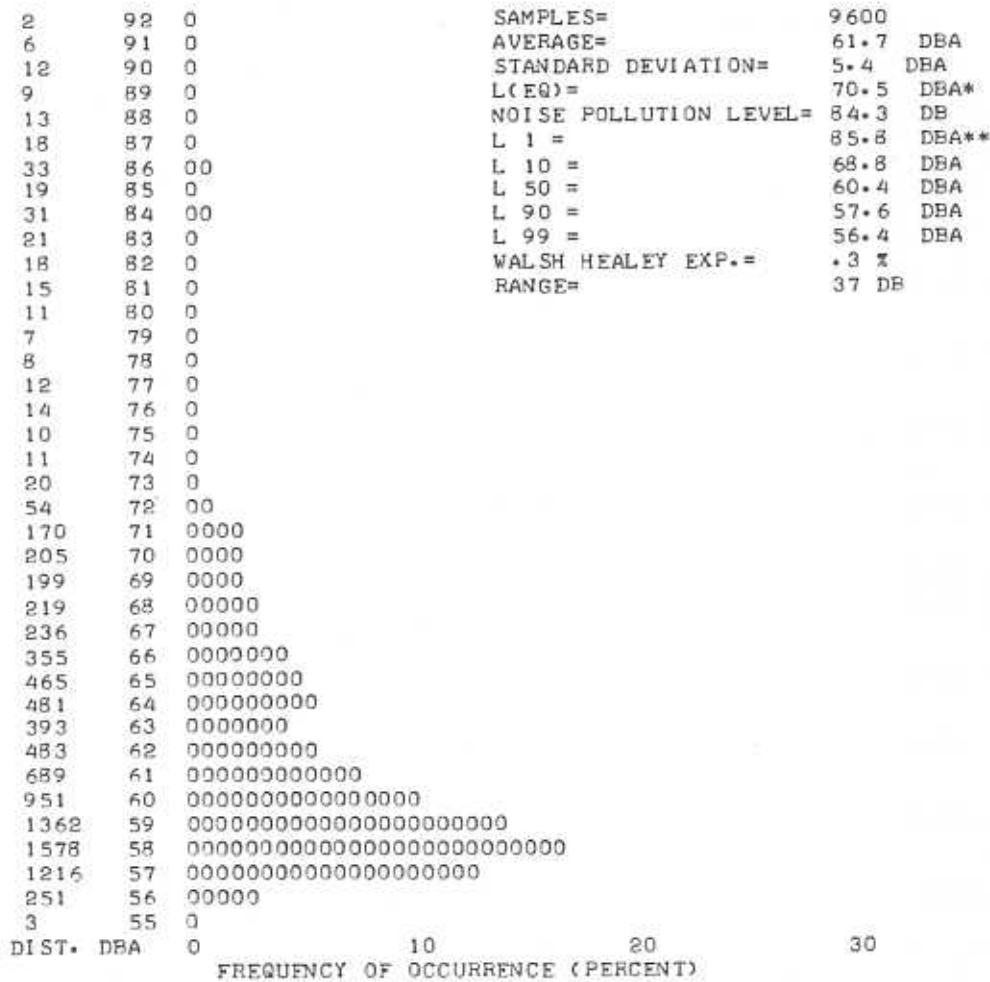 2 92 0 SAMPLES= 9600
6 91 0 AVERAGE= 61.7 DBA
12 90 0 STANDARD DEVIATION= 5.4 DBA
9 89 0 L(EQ)= 70.5 DBA*
13 88 0 NOISE POLLUTION LEVEL= 84.3 DB
18 87 0 L 1 = 85.8 DBA**
33 86 00 L 10 = 68.8 DBA
19 85 0 L 50 = 60.4 DBA
31 84 00 L 90 = 57.6 DBA
21 83 0 L 99 = 56.4 DBA
18 82 0 WALSH HEALEY EXP.= .3 %
15 81 0 RANGE= 37 DB
11 80 0
7 79 0
8 78 0
12 77 0
14 76 0
10 75 0
11 74 0
20 73 0
54 72 00
170 71 0000
205 70 0000
199 69 0000
219 68 00000
236 67 00000
355 66 0000000
465 65 00000000
481 64 000000000
393 63 0000000
483 62 000000000
689 61 000000000000
951 60 0000000000000000
1362 59 0000000000000000000000
1578 58 00000000000000000000000000
1216 57 00000000000000000000
251 56 00000
3 55 0
DIST. DBA 0 10 20 30
FREQUENCY OF OCCURRENCE (PERCENT)